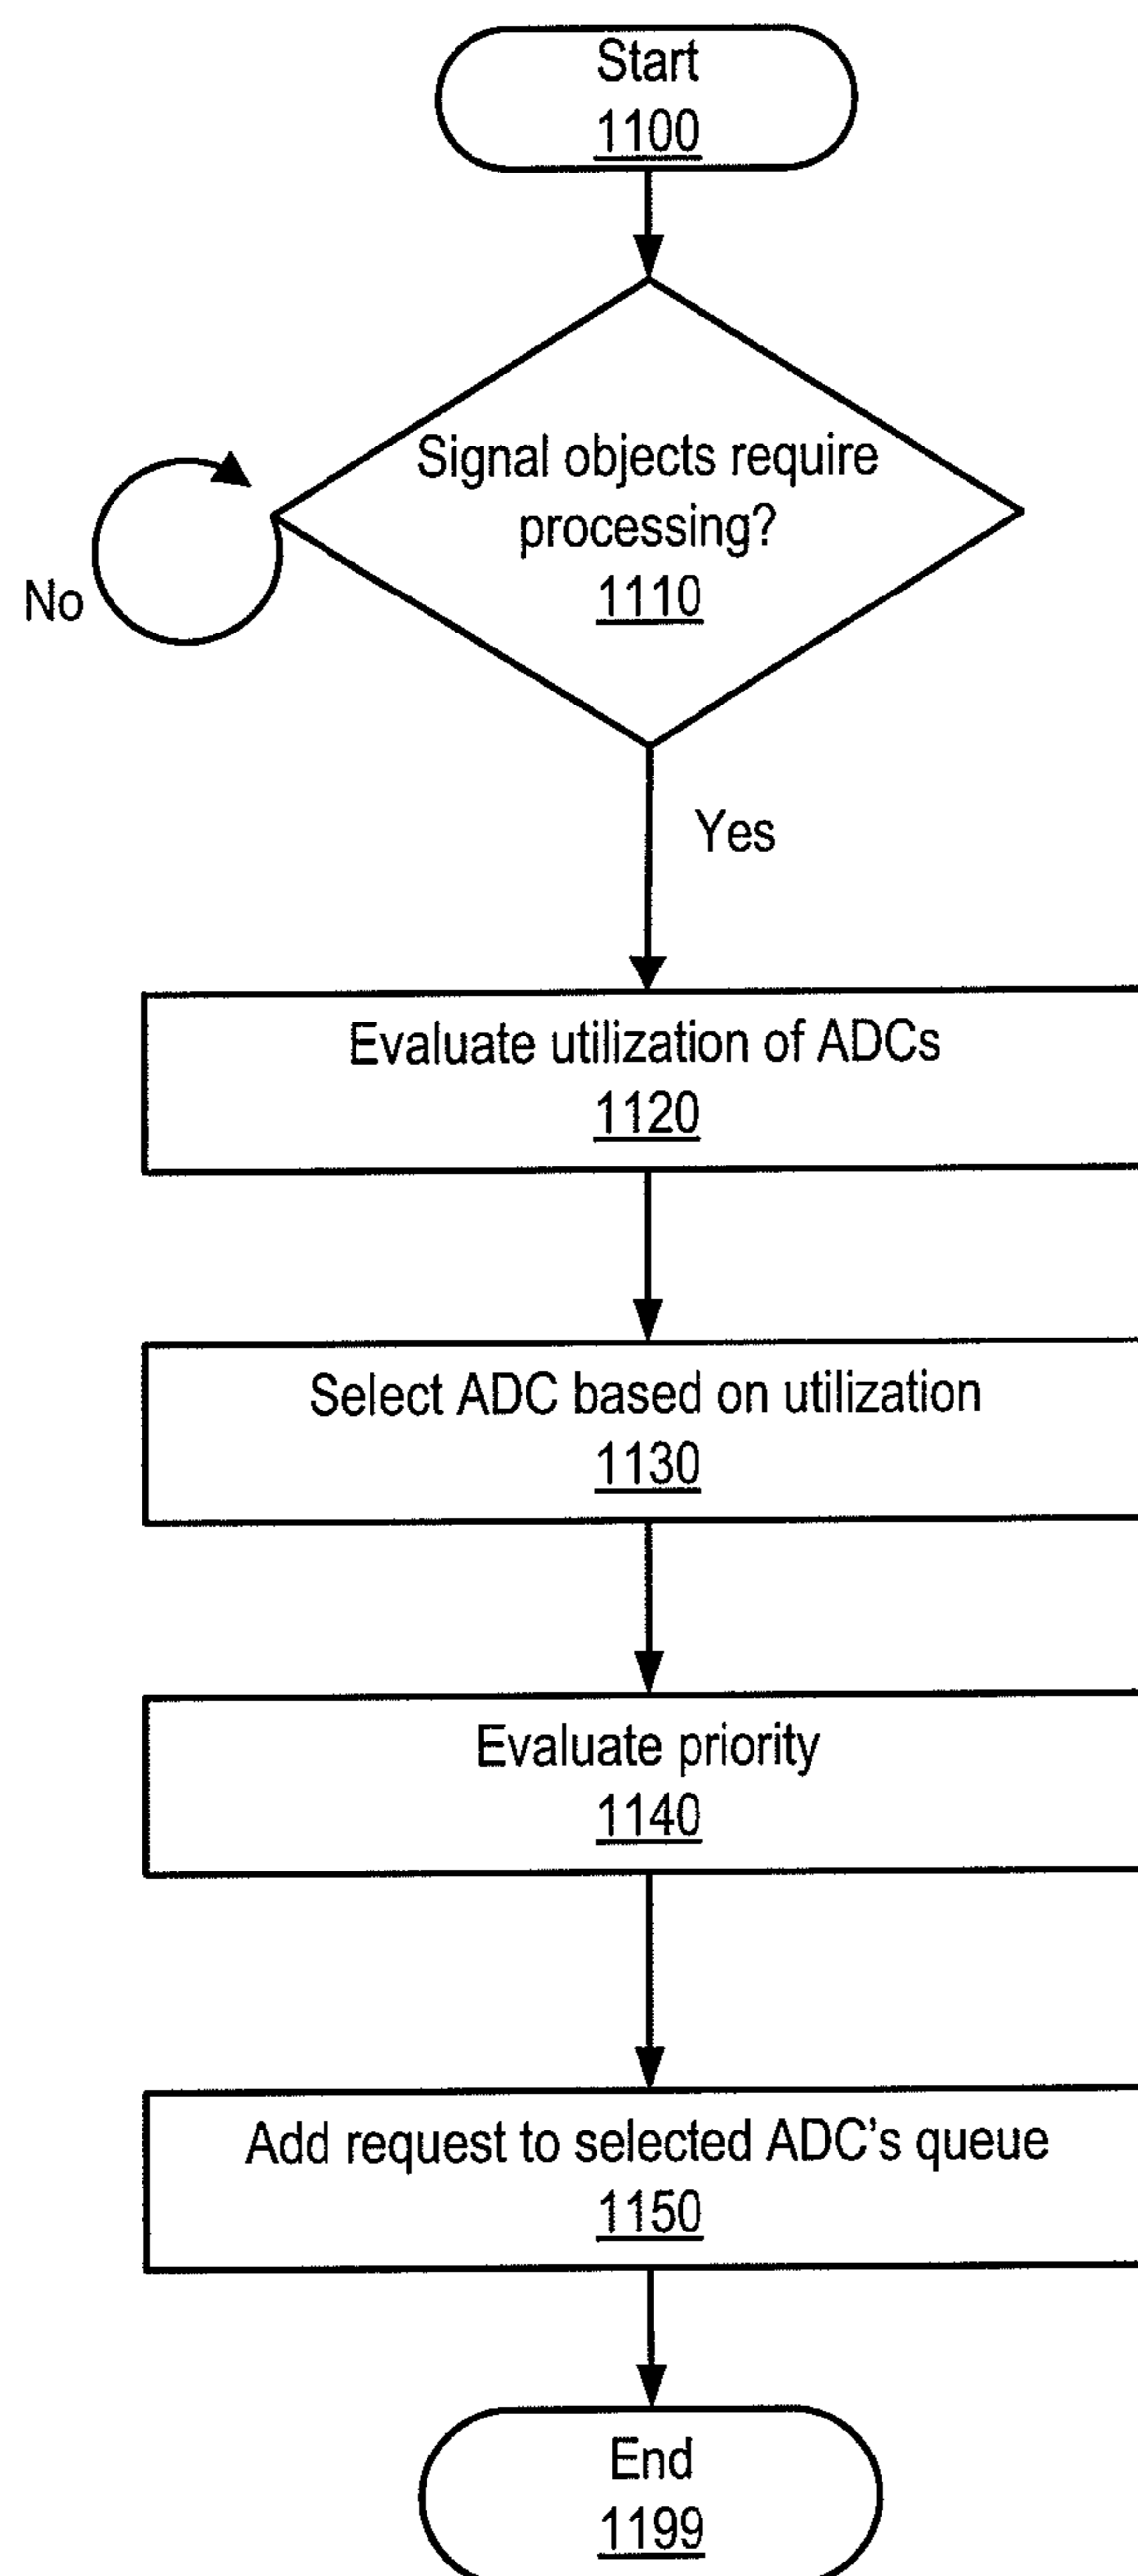 Start
1100
Signal objects require
processing?
1110
No
Yes
Evaluate utilization of ADCs
1120
Select ADC based on utilization
1130
Evaluate priority
1140
Add request to selected ADC’s queue
1150
End
1199